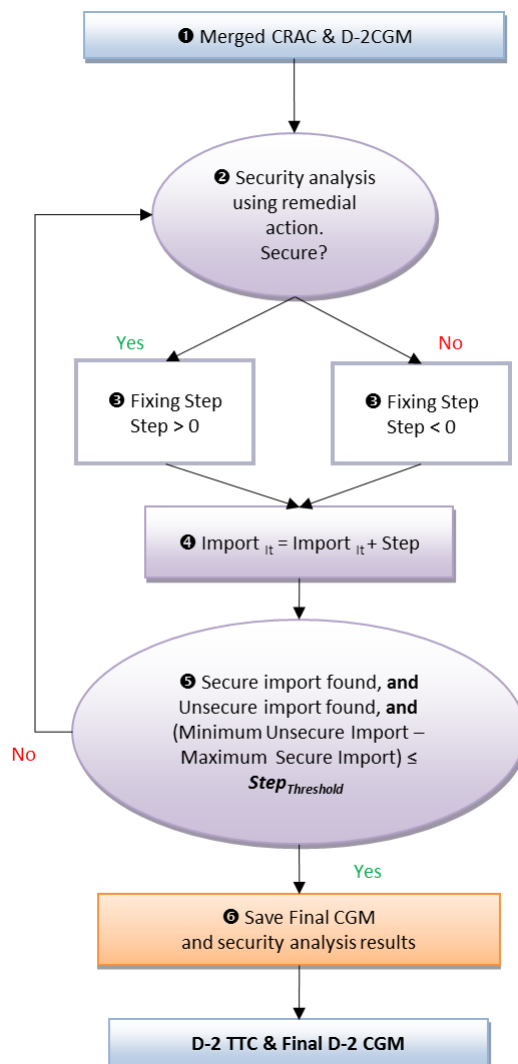 ❶ Merged CRAC & D-2CGM
❷ Security analysis
using remedial
action.
Secure?
Yes
No
❸ Fixing Step
Step > 0
❸ Fixing Step
Step < 0
❹ Import It = Import It + Step
❺ Secure import found, and
Unsecure import found, and
(Minimum Unsecure Import –
Maximum Secure Import) ≤
StepThreshold
No
Yes
❻ Save Final CGM
and security analysis results
D-2 TTC & Final D-2 CGM